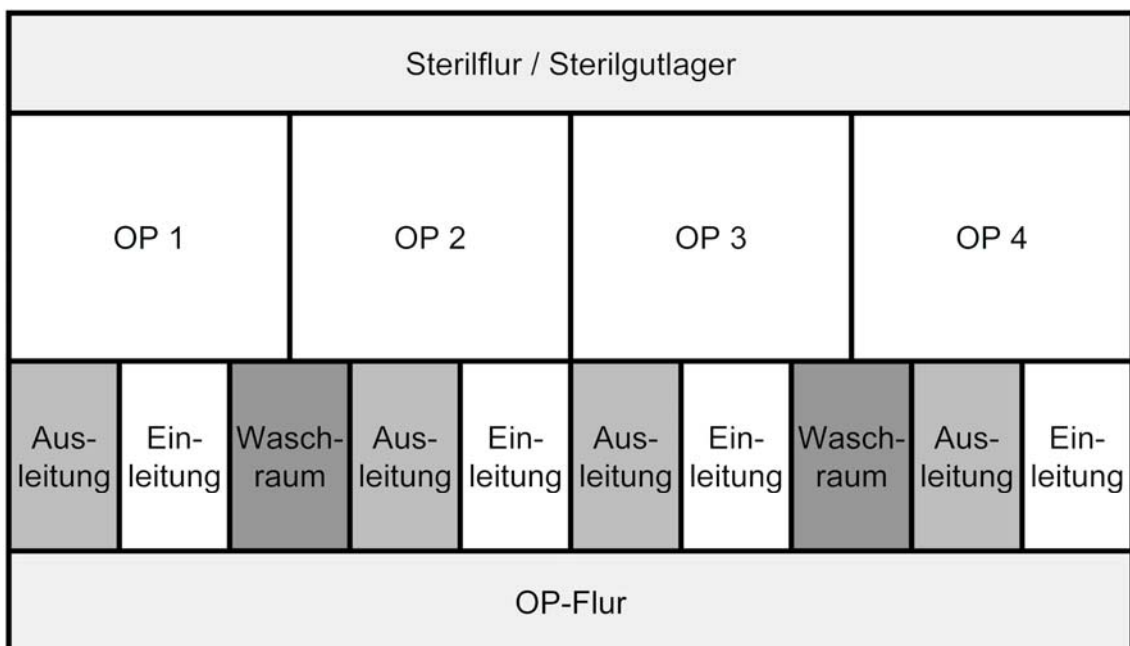 Sterilflur / Sterilgutlager
OP 1
OP 2
OP 3
OP 4
Aus-
leitung
Ein-
leitung
Wasch-
raum
Aus-
leitung
Ein-
leitung
Aus-
leitung
Ein-
leitung
Wasch-
raum
Aus-
leitung
Ein-
leitung
OP-Flur